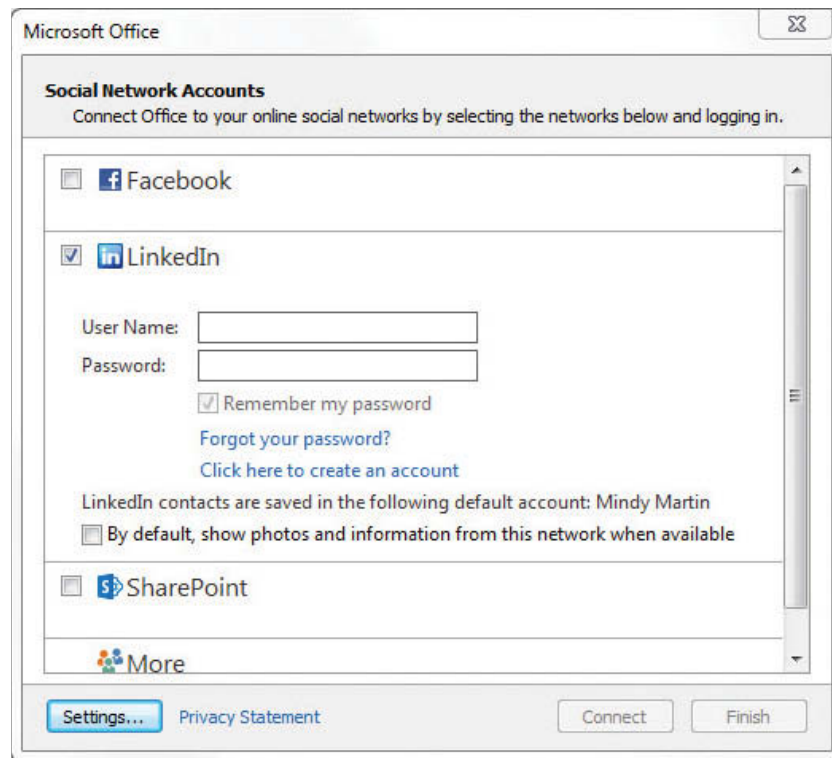 Microsoft Office
Social Network Accounts
Connect Office to your online social networks by selecting the networks below and logging in.
Facebook
LinkedIn
User Name:
Password:
Remember my password
Forgot your password?
Click here to create an account
LinkedIn contacts are saved in the following default account: Mindy Martin
By default, show photos and information from this network when available
SharePoint
More
Settings... Privacy Statement Connect Finish